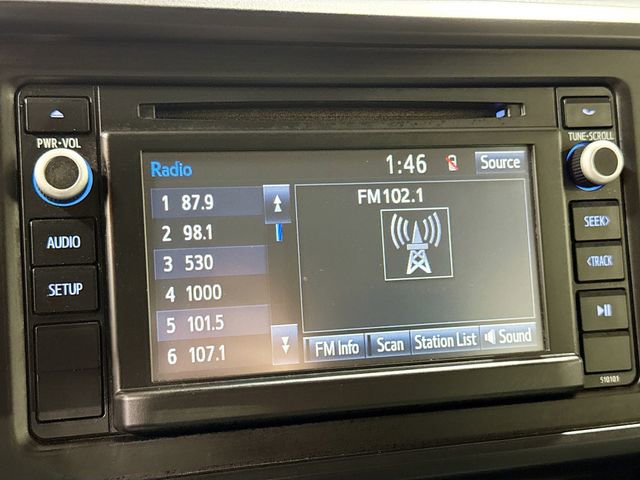 PWR•VOL
AUDIO
SETUP
Radio
1:46
Source
1 87.9
2 98.1
3 530
4 1000
5 101.5
6 107.1
FM102.1
FM Info
Scan
Station List
Sound
TUNE•SCROLL
SEEK>
<TRACK
510101